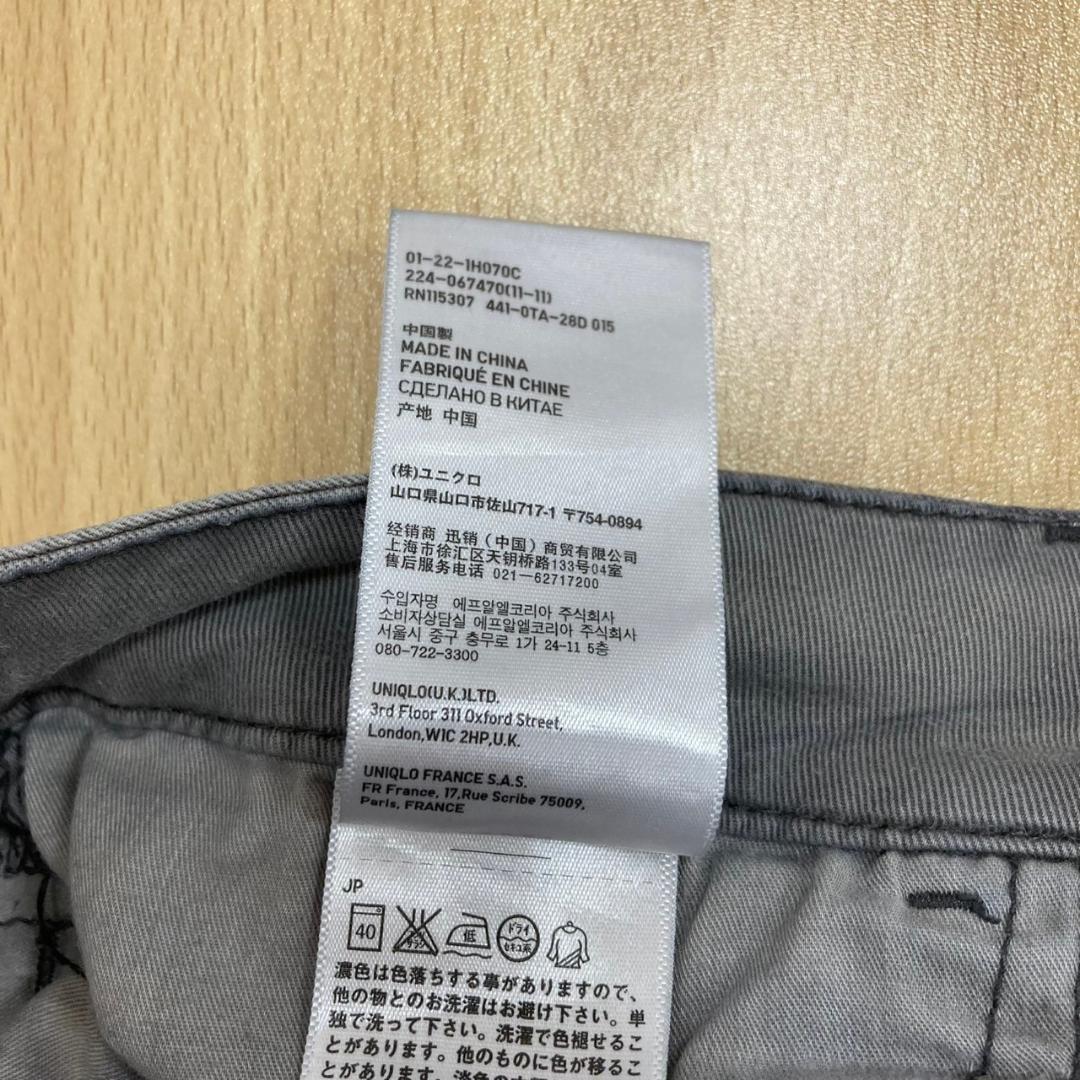 01-22-1H070C
224-067470(11-11)
RN115307 441-0TA-28D 015
中国製
MADE IN CHINA
FABRIQUÉ EN CHINE
СДЕЛАНО В КИТАЕ
产地 中国
(株)ユニクロ
山口県山口市佐山717-1 〒754-0894
经销商 迅销（中国）商贸有限公司
上海市徐汇区天钥桥路133号04室
售后服务电话 021-62717200
수입자명 에프알엘코리아 주식회사
소비자상담실 에프알엘코리아 주식회사
서울시 중구 충무로 1가 24-11 5층
080-722-3300
UNIQLO(U.K.)LTD.
3rd Floor 311 Oxford Street,
London,W1C 2HP,U.K.
UNIQLO FRANCE S.A.S.
FR France, 17,Rue Scribe 75009,
Paris, FRANCE
JP
40 低 ドライ
セキユ系
濃色は色落ちする事がありますので、
他の物とのお洗濯はお避け下さい。単
独で洗って下さい。洗濯で色褪せるこ
とがあります。他のものに色が移るこ
とがあります。淡色の